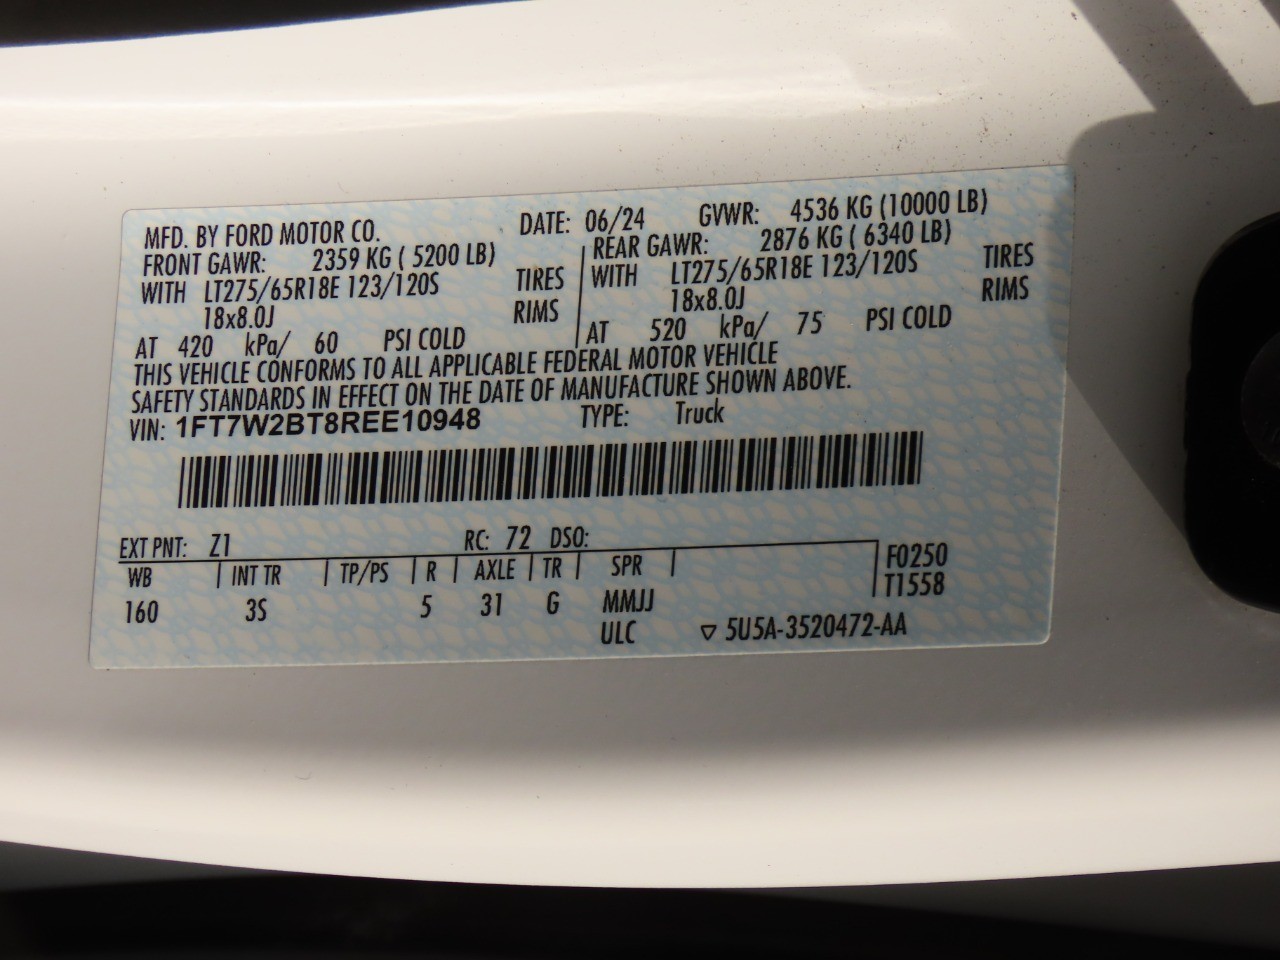 MFD. BY FORD MOTOR CO. DATE: 06/24 GVWR: 4536 KG (10000 LB)
FRONT GAWR: 2359 KG ( 5200 LB) REAR GAWR: 2876 KG ( 6340 LB)
WITH LT275/65R18E 123/120S TIRES WITH LT275/65R18E 123/120S TIRES
18x8.0J RIMS 18x8.0J RIMS
AT 420 kPa/ 60 PSI COLD AT 520 kPa/ 75 PSI COLD
THIS VEHICLE CONFORMS TO ALL APPLICABLE FEDERAL MOTOR VEHICLE
SAFETY STANDARDS IN EFFECT ON THE DATE OF MANUFACTURE SHOWN ABOVE.
VIN: 1FT7W2BT8REE10948 TYPE: Truck
EXT PNT: Z1 RC: 72 DSO:
WB INT TR TP/PS R AXLE TR SPR F0250
160 3S 5 31 G MMJJ T1558
ULC ▽ 5U5A-3520472-AA